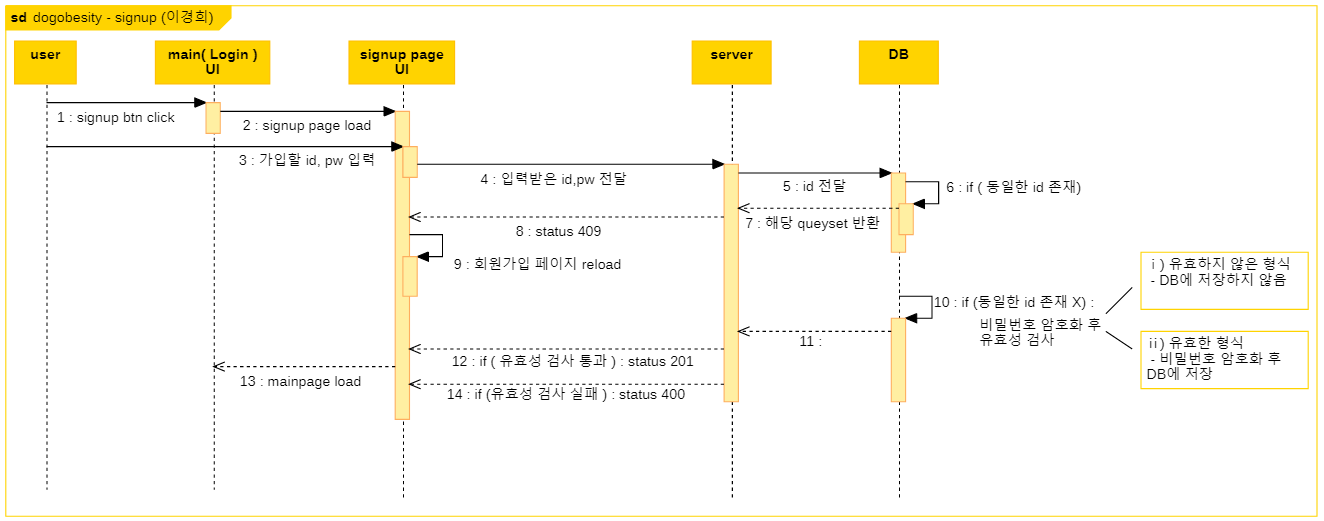 sd dogobesity - signup (이경희)
user
main( Login )
UI
signup page
UI
server
DB
1 : signup btn click
2 : signup page load
3 : 가입할 id, pw 입력
4 : 입력받은 id,pw 전달
5 : id 전달
6 : if ( 동일한 id 존재)
7 : 해당 queyset 반환
8 : status 409
9 : 회원가입 페이지 reload
10 : if (동일한 id 존재 X) :
비밀번호 암호화 후
유효성 검사
ⅰ) 유효하지 않은 형식
- DB에 저장하지 않음
ⅱ) 유효한 형식
- 비밀번호 암호화 후
DB에 저장
11 :
12 : if ( 유효성 검사 통과 ) : status 201
13 : mainpage load
14 : if (유효성 검사 실패 ) : status 400